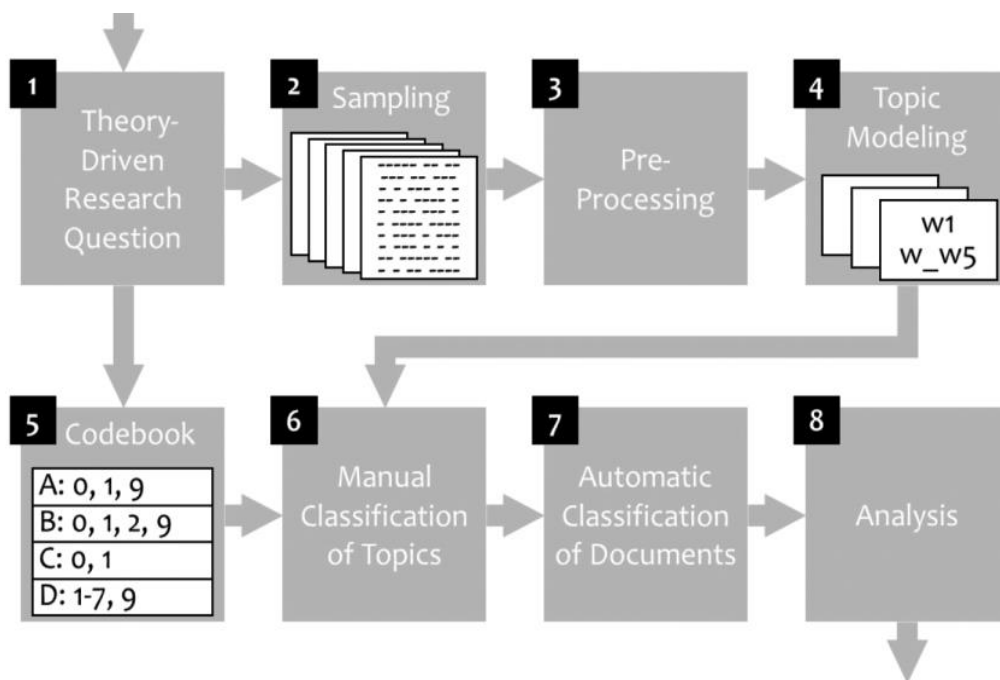 1
Theory-
Driven
Research
Question
2
Sampling
3
Pre-
Processing
4
Topic
Modeling
w1
w_w5
5
Codebook
A: 0, 1, 9
B: 0, 1, 2, 9
C: 0, 1
D: 1-7, 9
6
Manual
Classification
of Topics
7
Automatic
Classification
of Documents
8
Analysis